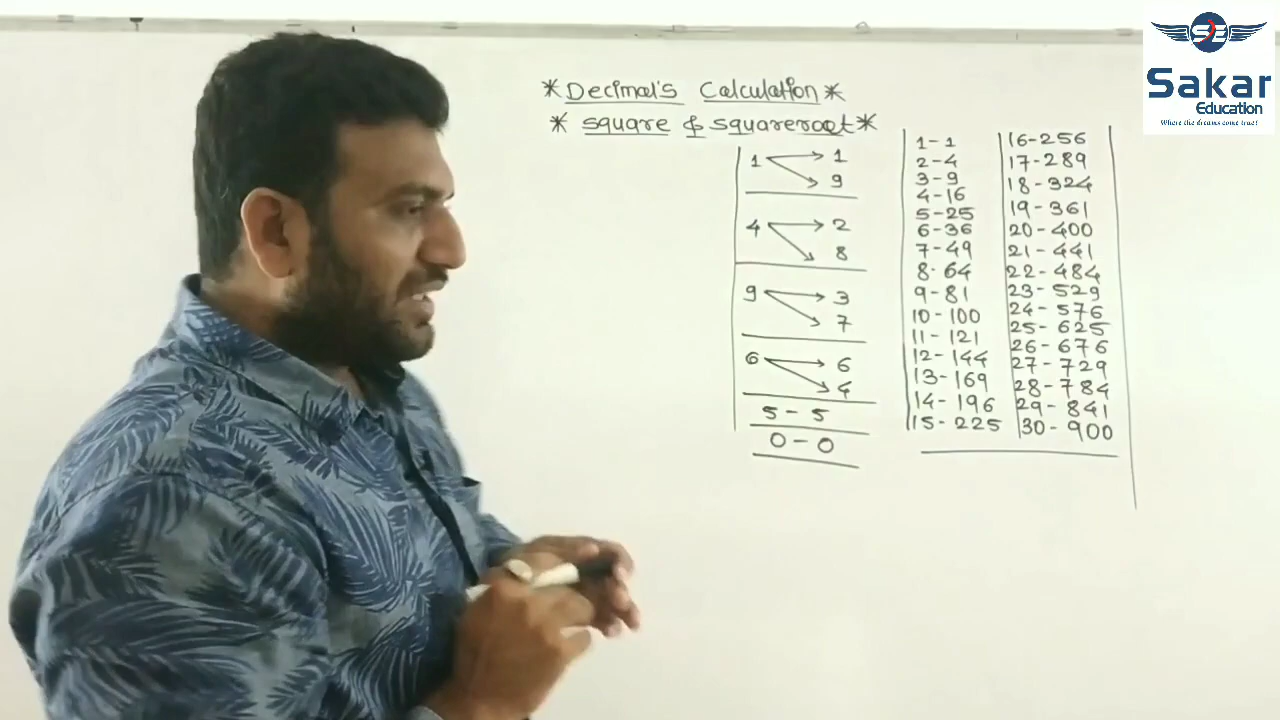 SE
Sakar
Education
Where the dreams come true!
*Decimal's Calculation*
* square & squareroot*
1 → 1
→ 9
4 → 2
→ 8
9 → 3
→ 7
6 → 6
→ 4
5 - 5
0 - 0
1-1
2-4
3-9
4-16
5-25
6-36
7-49
8-64
9-81
10-100
11-121
12-144
13-169
14-196
15-225
16-256
17-289
18-324
19-361
20-400
21-441
22-484
23-529
24-576
25-625
26-676
27-729
28-784
29-841
30-900